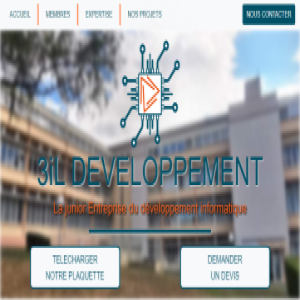 ACCUEIL
MEMBRES
EXPERTISE
NOS PROJETS
NOUS CONTACTER
3iL DEVELOPPEMENT
La junior Entreprise du développement informatique
TELECHARGER
NOTRE PLAQUETTE
DEMANDER
UN DEVIS